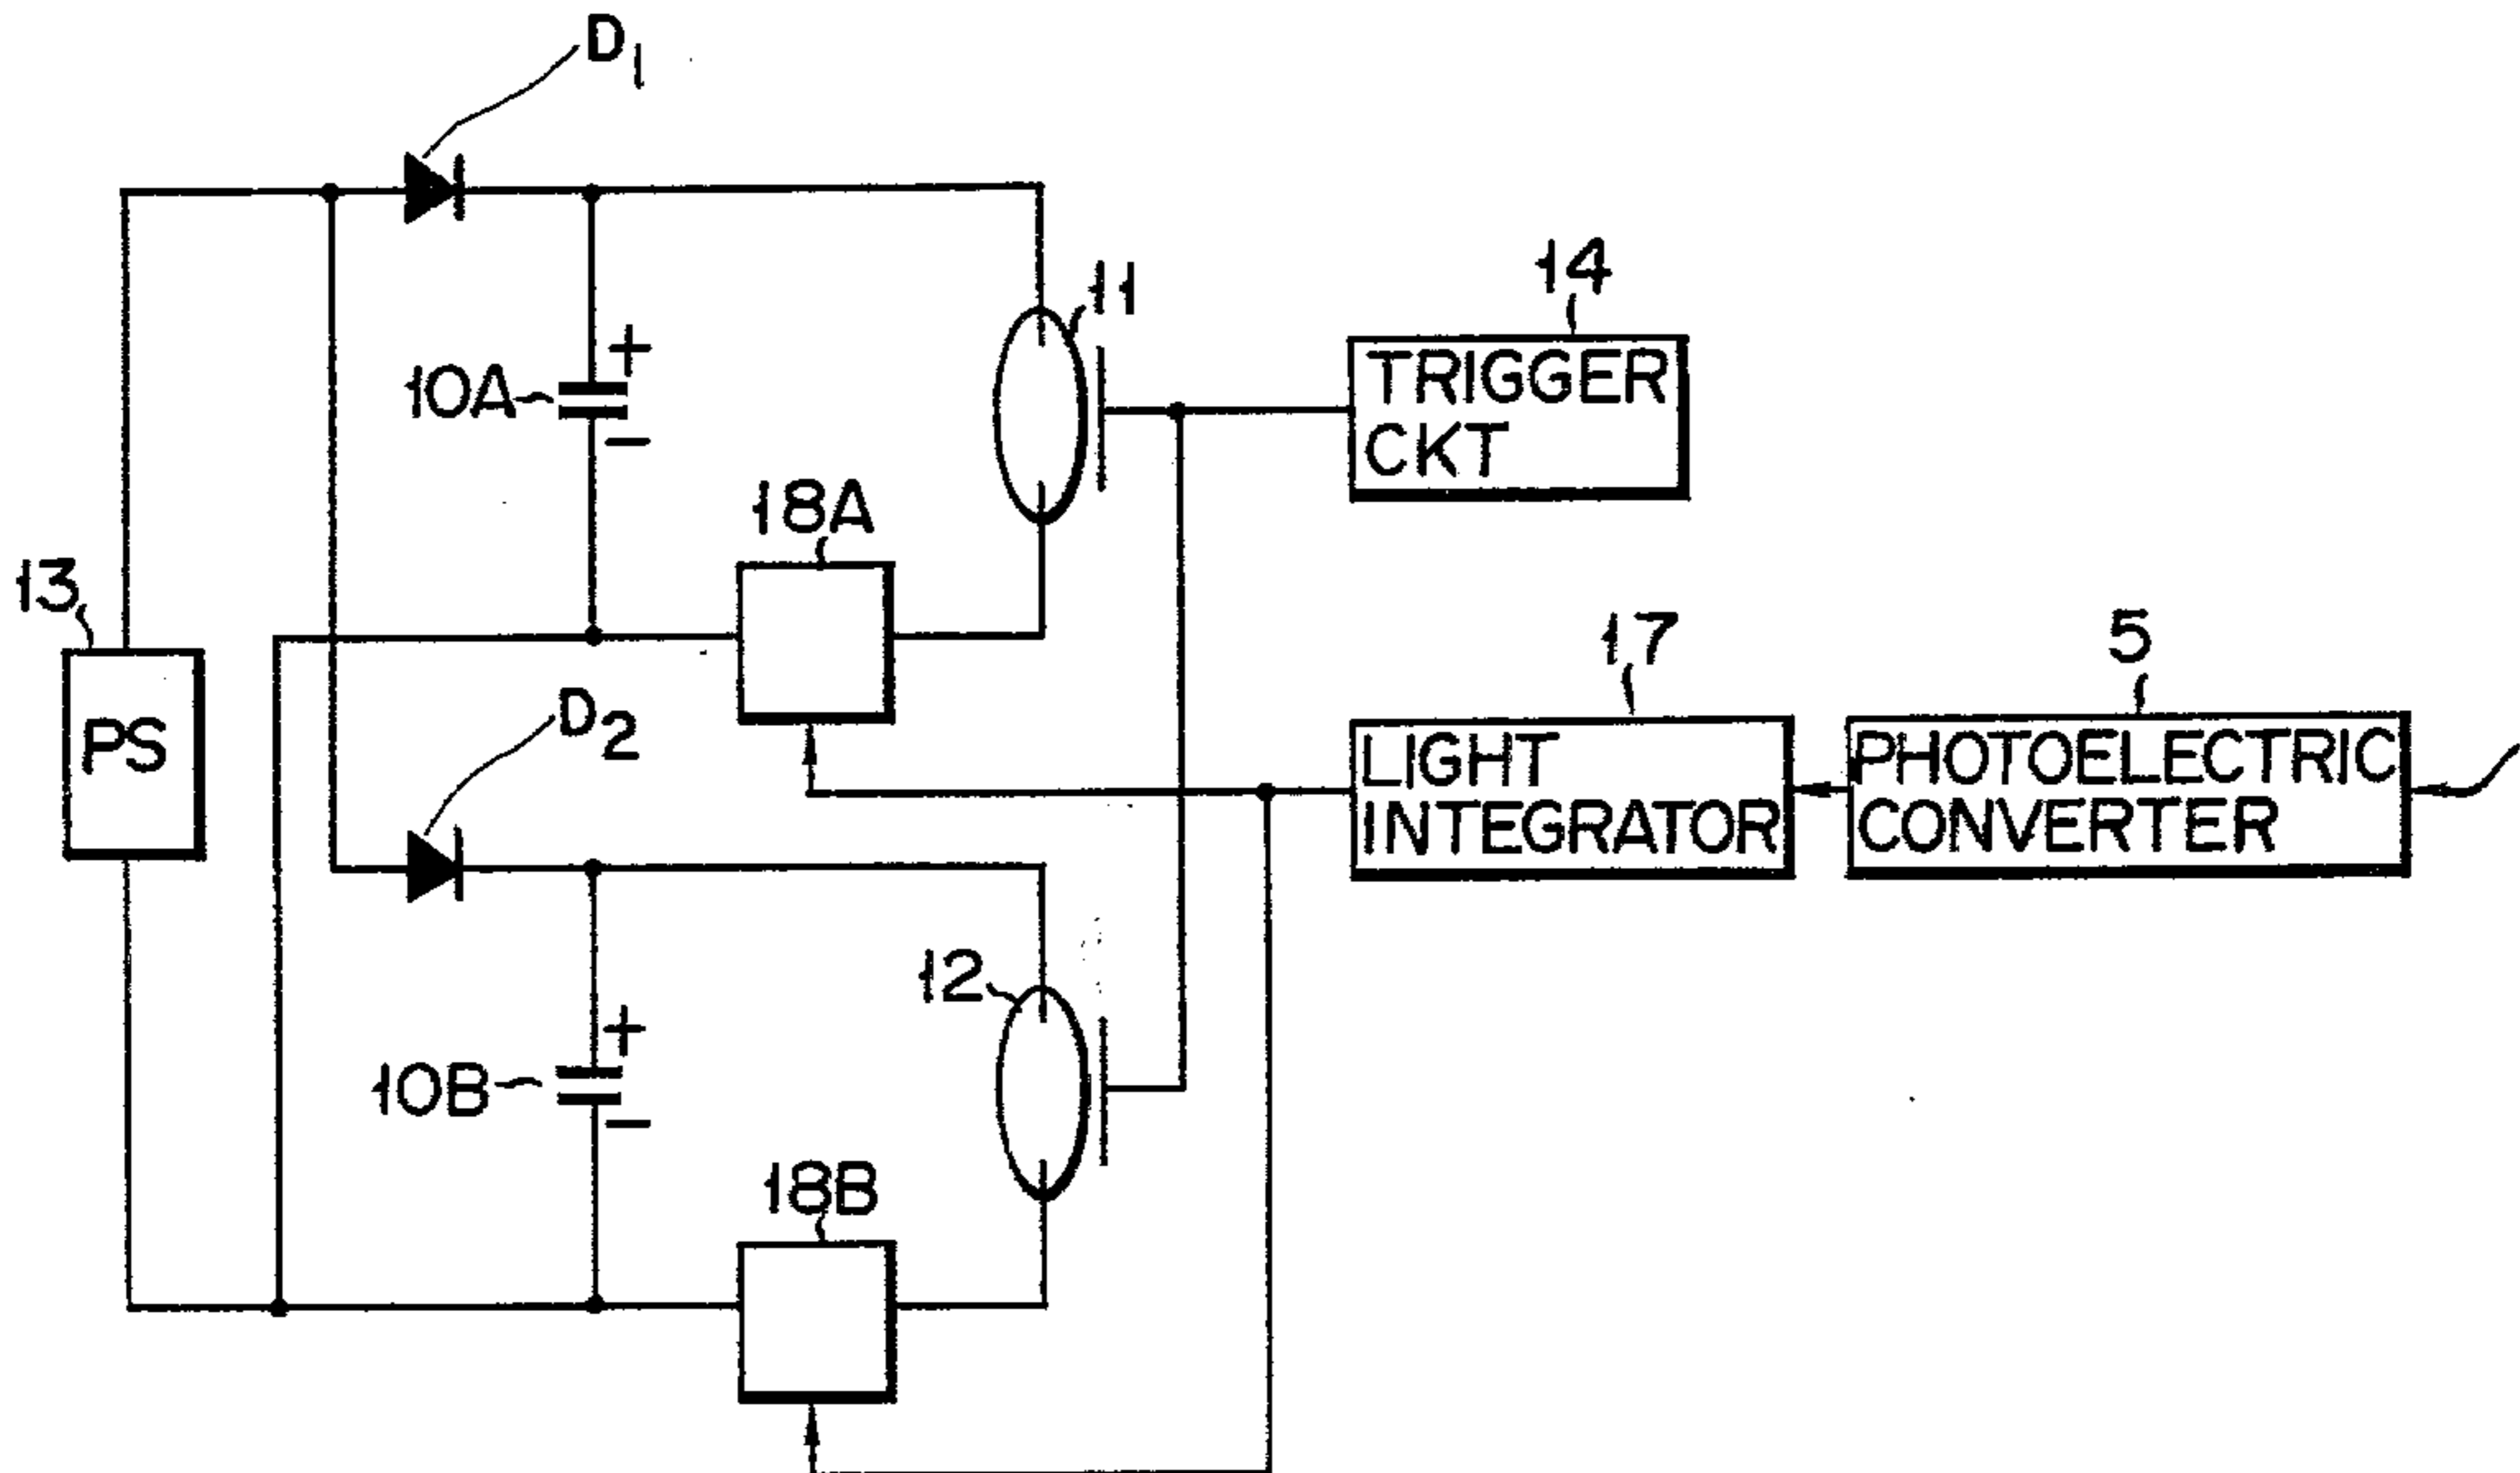 D1
11
14
TRIGGER
CKT
+
10A
−
18A
13
PS
17
5
LIGHT
INTEGRATOR
PHOTOELECTRIC
CONVERTER
D2
12
+
10B
−
18B